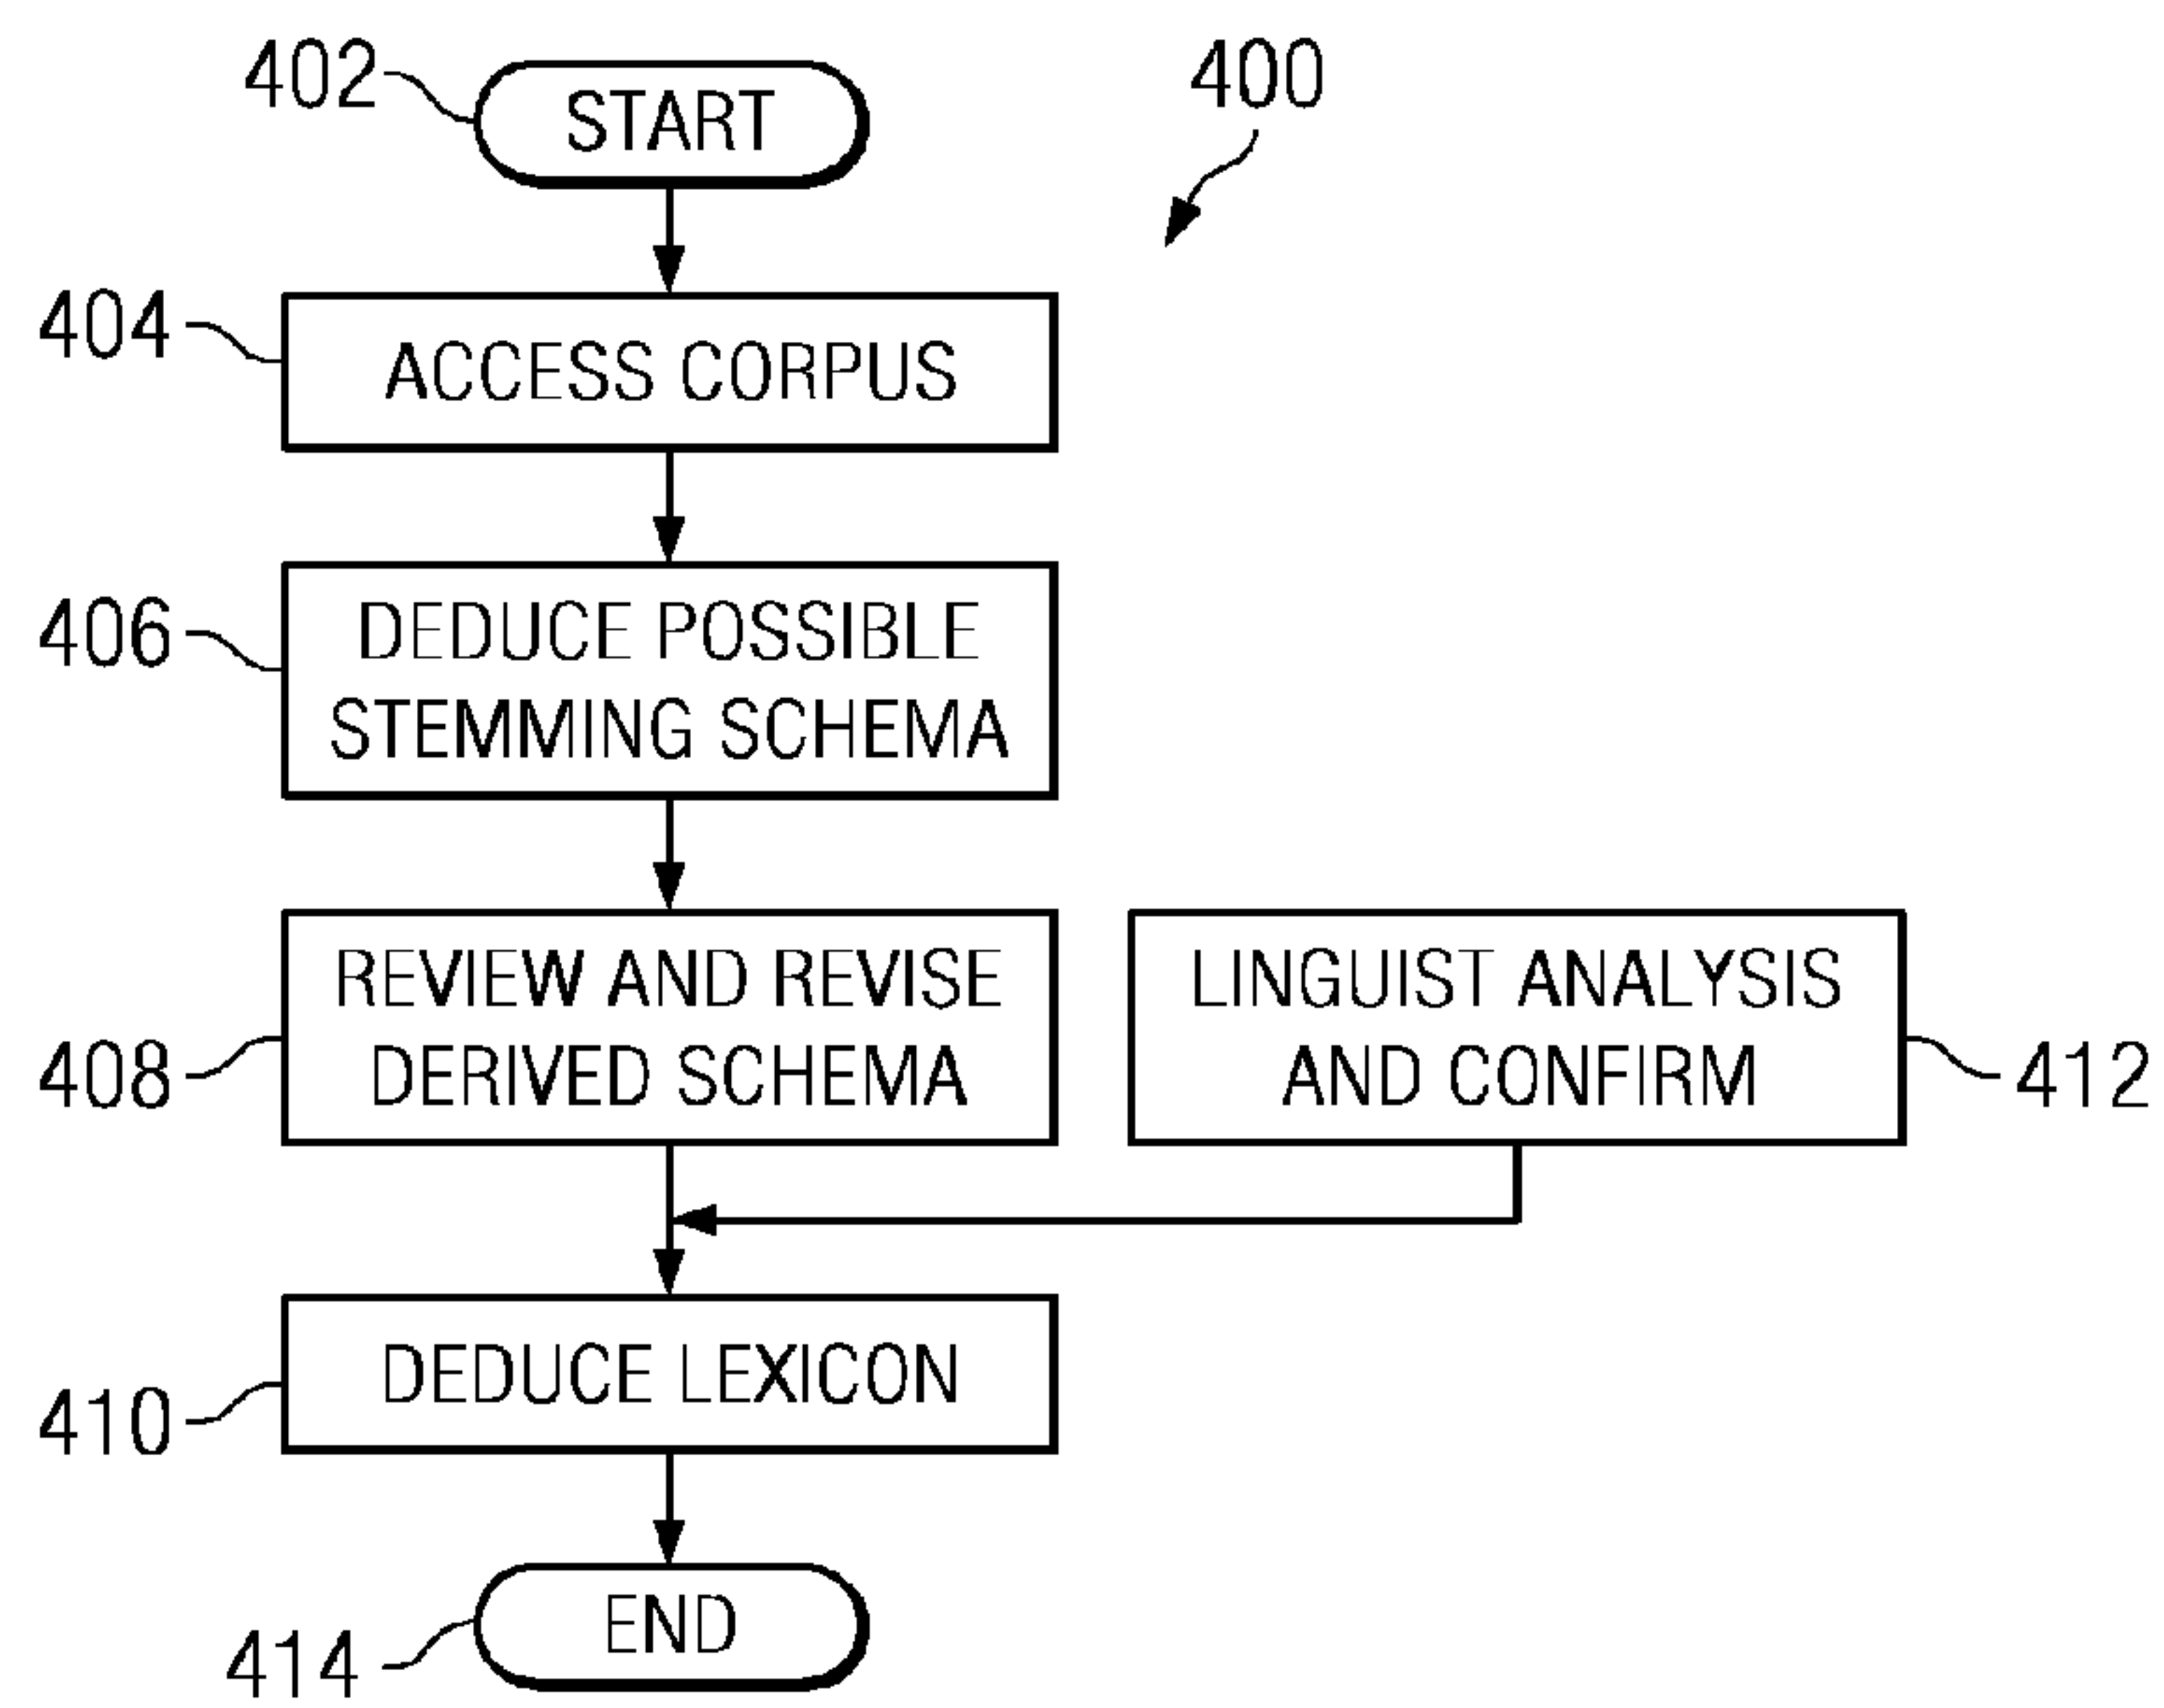 402
START
400
404
ACCESS CORPUS
406
DEDUCE POSSIBLE
STEMMING SCHEMA
408
REVIEW AND REVISE
DERIVED SCHEMA
LINGUIST ANALYSIS
AND CONFIRM
412
410
DEDUCE LEXICON
414
END